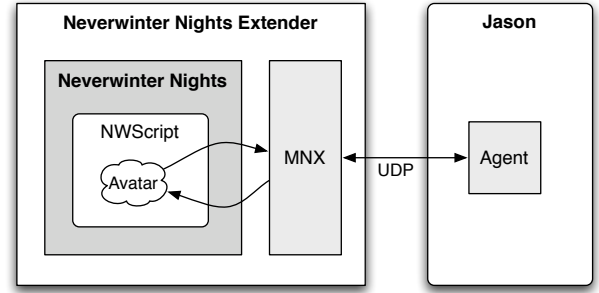 Neverwinter Nights Extender
Neverwinter Nights
NWScript
Avatar
MNX
UDP
Jason
Agent